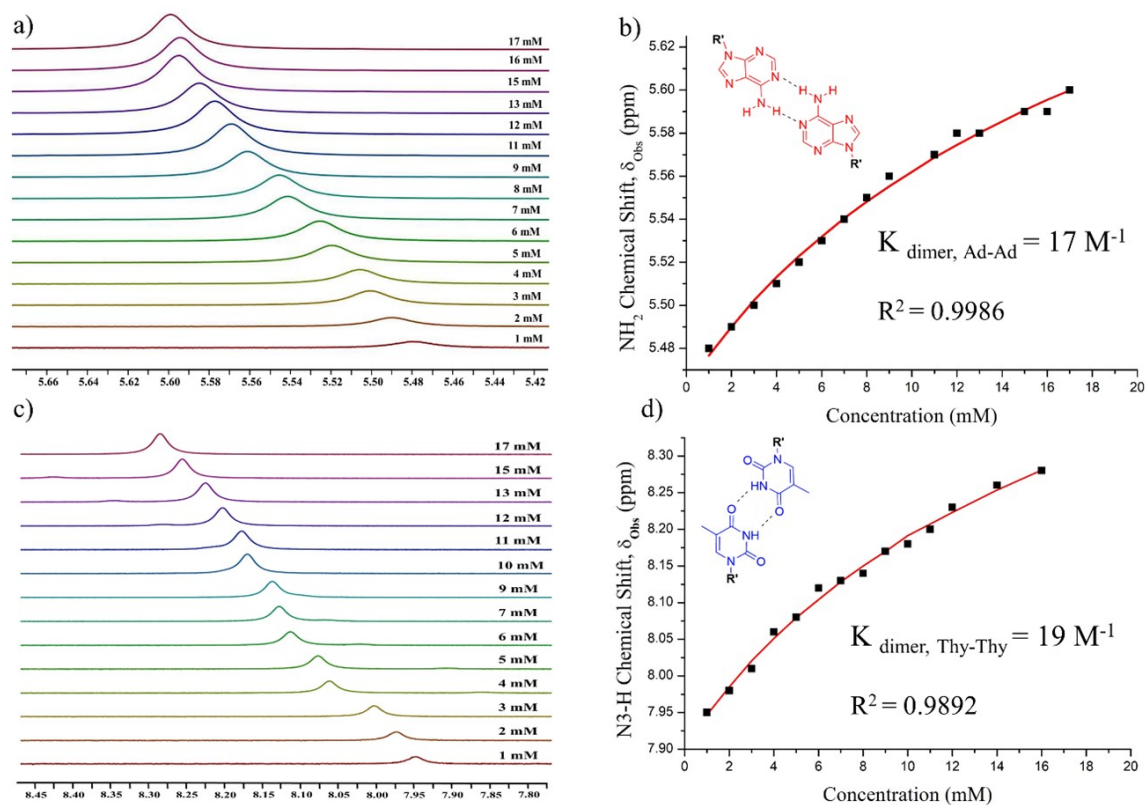 a)
17 mM
16 mM
15 mM
13 mM
12 mM
11 mM
9 mM
8 mM
7 mM
6 mM
5 mM
4 mM
3 mM
2 mM
1 mM
5.66 5.64 5.62 5.60 5.58 5.56 5.54 5.52 5.50 5.48 5.46 5.44 5.42
b)
NH2 Chemical Shift, δObs (ppm)
5.62
5.60
5.58
5.56
5.54
5.52
5.50
5.48
R'
N N
N N
H N H
H N H
N N
N N
R'
K dimer, Ad-Ad = 17 M-1
R2 = 0.9986
0 2 4 6 8 10 12 14 16 18 20
Concentration (mM)
c)
17 mM
15 mM
13 mM
12 mM
11 mM
10 mM
9 mM
7 mM
6 mM
5 mM
4 mM
3 mM
2 mM
1 mM
8.45 8.40 8.35 8.30 8.25 8.20 8.15 8.10 8.05 8.00 7.95 7.90 7.85 7.80
d)
N3-H Chemical Shift, δObs (ppm)
8.30
8.25
8.20
8.15
8.10
8.05
8.00
7.95
7.90
R'
O N
HN
O
O
NH
N O
R'
K dimer, Thy-Thy = 19 M-1
R2 = 0.9892
0 2 4 6 8 10 12 14 16 18 20
Concentration (mM)